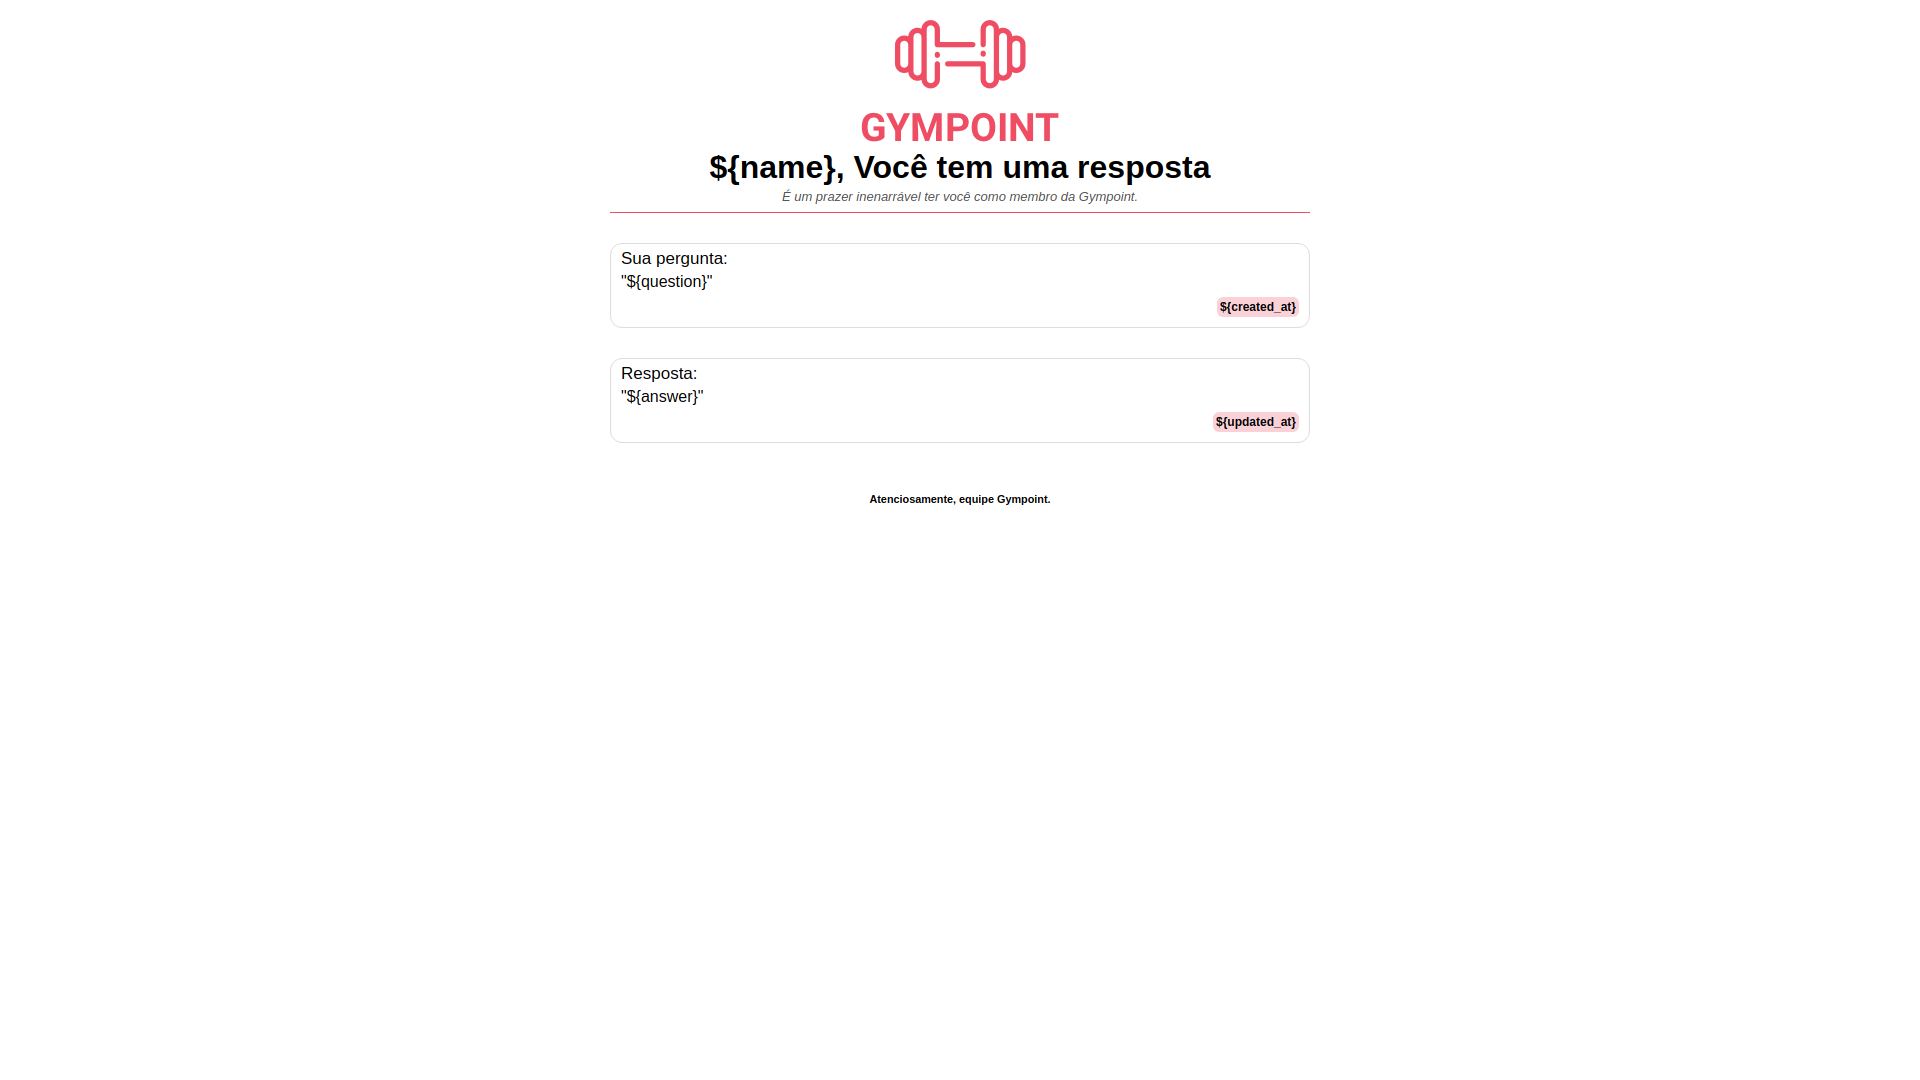 GYMPOINT
${name}, Você tem uma resposta
É um prazer inenarrável ter você como membro da Gympoint.
Sua pergunta:
"${question}"
${created_at}
Resposta:
"${answer}"
${updated_at}
Atenciosamente, equipe Gympoint.